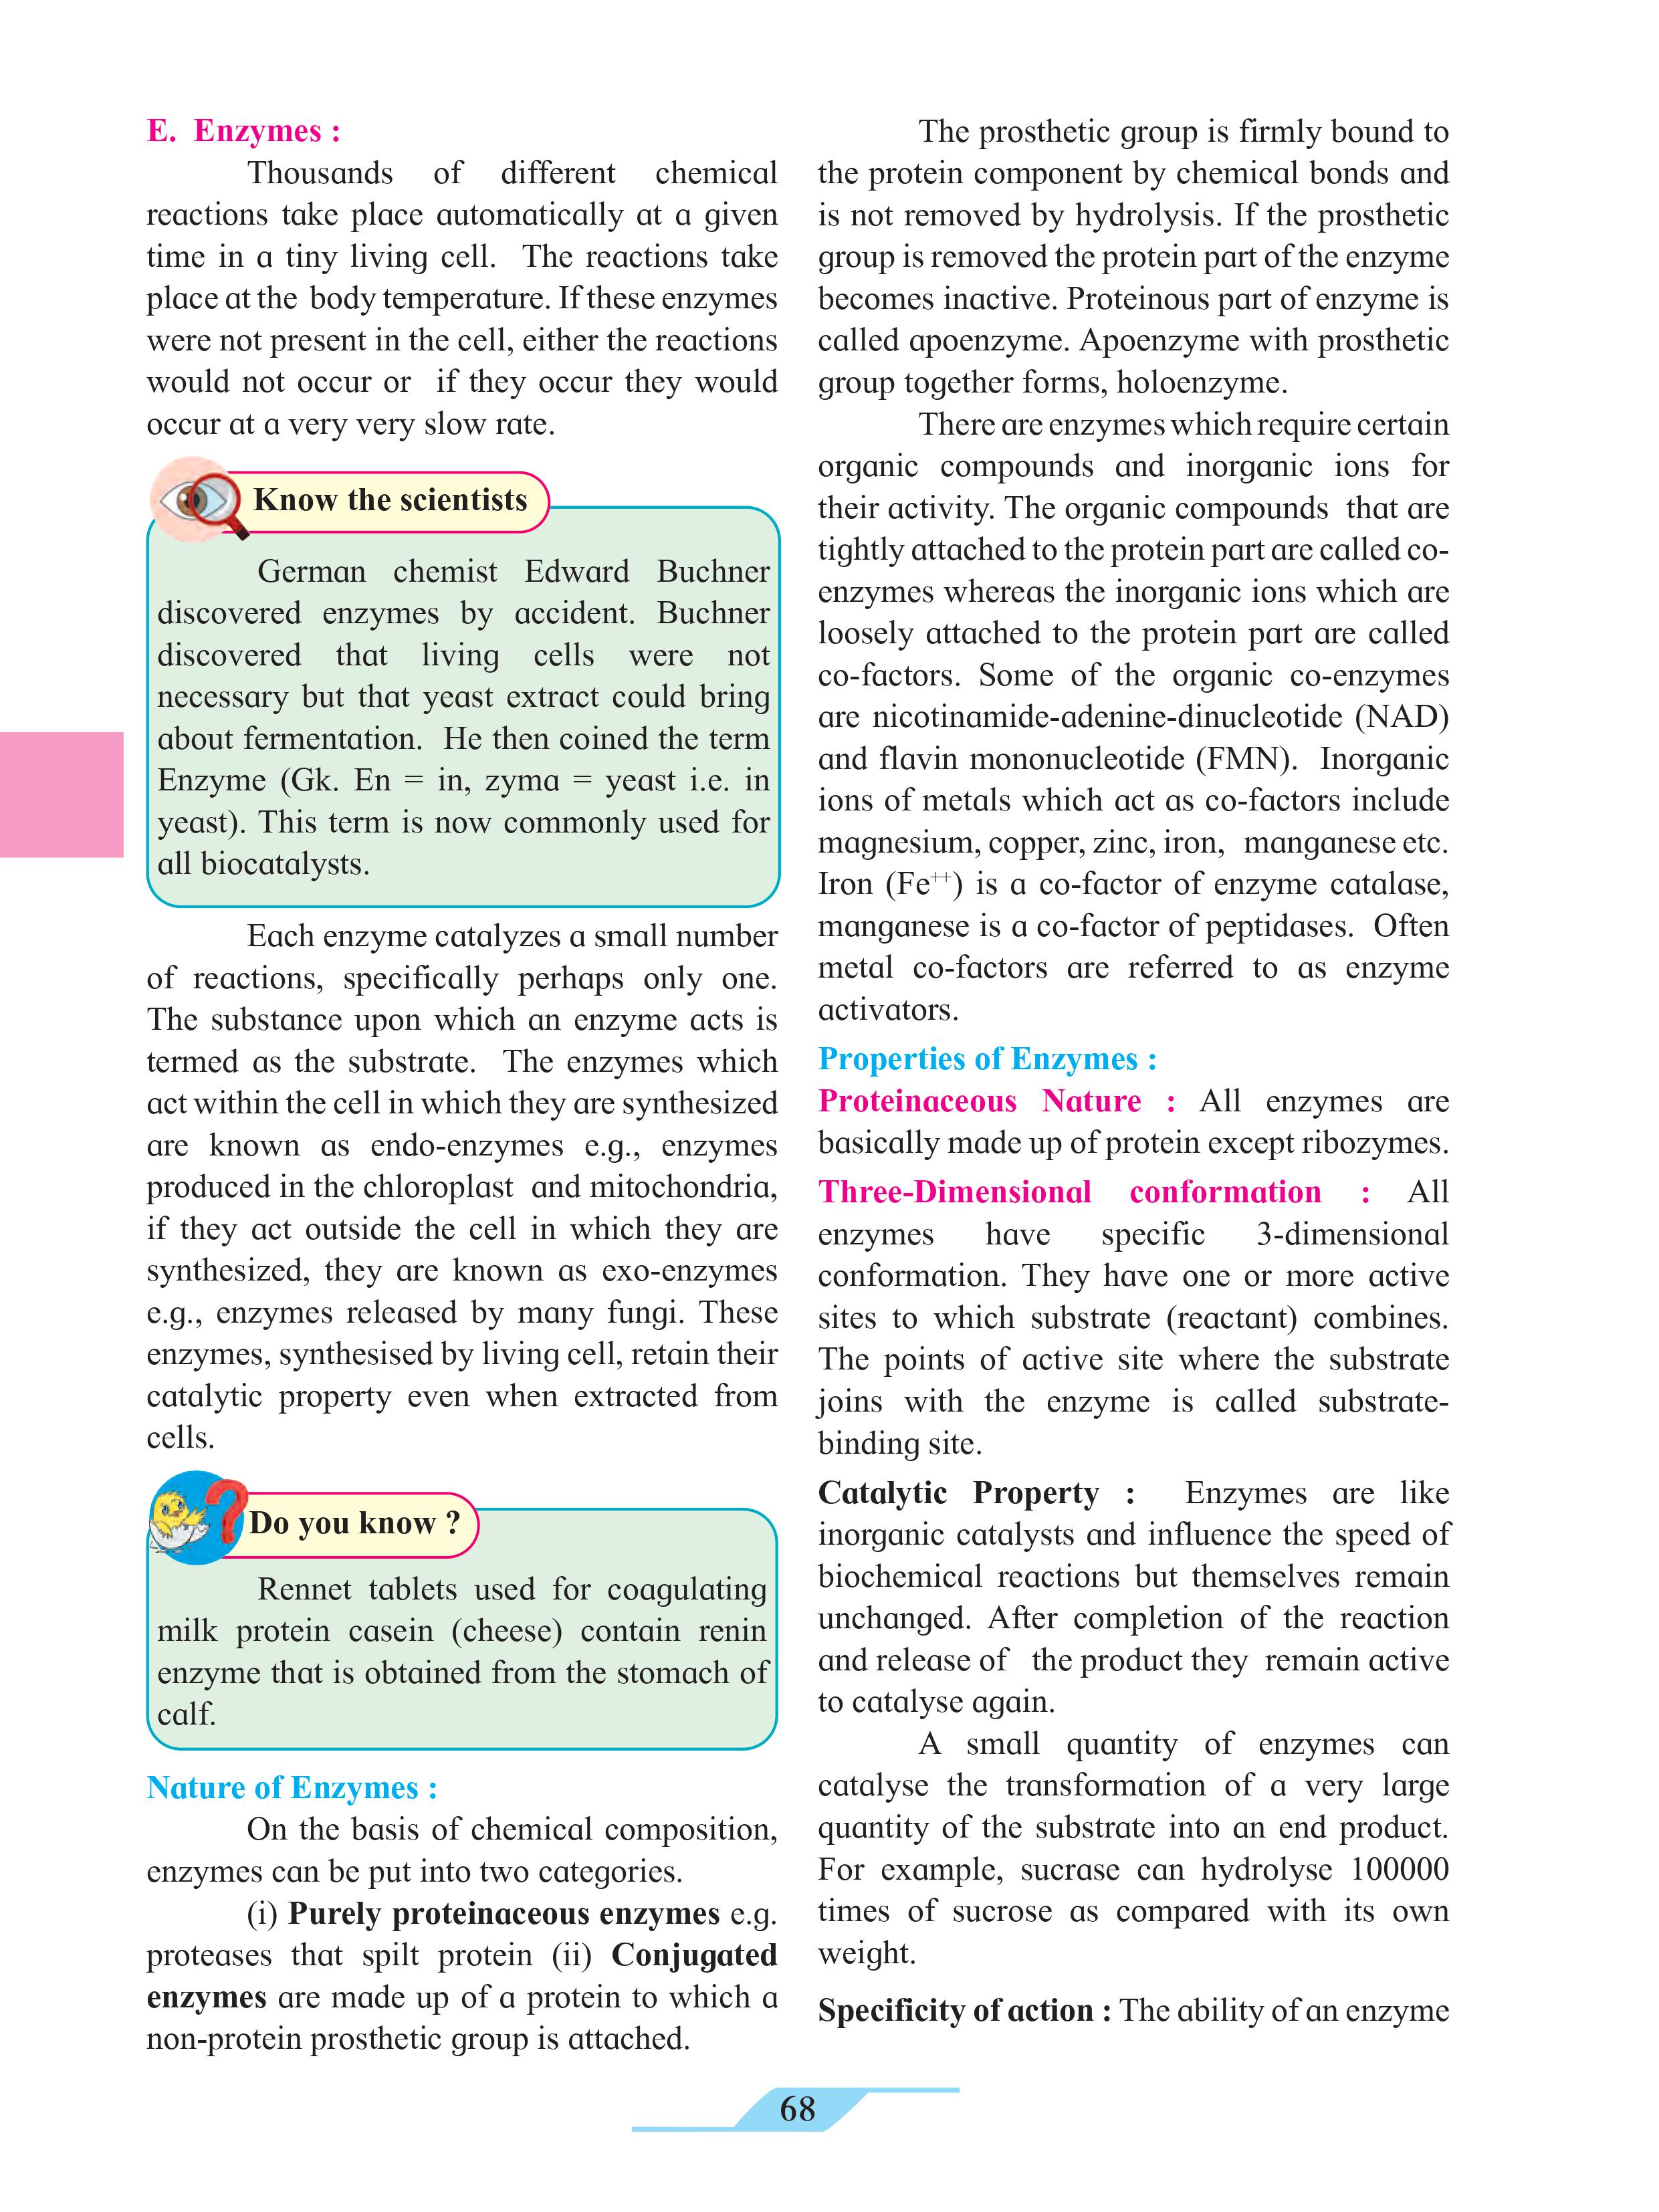 E. Enzymes :
Thousands of different chemical
reactions take place automatically at a given
time in a tiny living cell. The reactions take
place at the body temperature. If these enzymes
were not present in the cell, either the reactions
would not occur or if they occur they would
occur at a very very slow rate.
Know the scientists
German chemist Edward Buchner
discovered enzymes by accident. Buchner
discovered that living cells were not
necessary but that yeast extract could bring
about fermentation. He then coined the term
Enzyme (Gk. En = in, zyma = yeast i.e. in
yeast). This term is now commonly used for
all biocatalysts.
Each enzyme catalyzes a small number
of reactions, specifically perhaps only one.
The substance upon which an enzyme acts is
termed as the substrate. The enzymes which
act within the cell in which they are synthesized
are known as endo-enzymes e.g., enzymes
produced in the chloroplast and mitochondria,
if they act outside the cell in which they are
synthesized, they are known as exo-enzymes
e.g., enzymes released by many fungi. These
enzymes, synthesised by living cell, retain their
catalytic property even when extracted from
cells.
Do you know ?
Rennet tablets used for coagulating
milk protein casein (cheese) contain renin
enzyme that is obtained from the stomach of
calf.
Nature of Enzymes :
On the basis of chemical composition,
enzymes can be put into two categories.
(i) Purely proteinaceous enzymes e.g.
proteases that spilt protein (ii) Conjugated
enzymes are made up of a protein to which a
non-protein prosthetic group is attached.
The prosthetic group is firmly bound to
the protein component by chemical bonds and
is not removed by hydrolysis. If the prosthetic
group is removed the protein part of the enzyme
becomes inactive. Proteinous part of enzyme is
called apoenzyme. Apoenzyme with prosthetic
group together forms, holoenzyme.
There are enzymes which require certain
organic compounds and inorganic ions for
their activity. The organic compounds that are
tightly attached to the protein part are called co-
enzymes whereas the inorganic ions which are
loosely attached to the protein part are called
co-factors. Some of the organic co-enzymes
are nicotinamide-adenine-dinucleotide (NAD)
and flavin mononucleotide (FMN). Inorganic
ions of metals which act as co-factors include
magnesium, copper, zinc, iron, manganese etc.
Iron (Fe⁺⁺) is a co-factor of enzyme catalase,
manganese is a co-factor of peptidases. Often
metal co-factors are referred to as enzyme
activators.
Properties of Enzymes :
Proteinaceous Nature : All enzymes are
basically made up of protein except ribozymes.
Three-Dimensional conformation : All
enzymes have specific 3-dimensional
conformation. They have one or more active
sites to which substrate (reactant) combines.
The points of active site where the substrate
joins with the enzyme is called substrate-
binding site.
Catalytic Property : Enzymes are like
inorganic catalysts and influence the speed of
biochemical reactions but themselves remain
unchanged. After completion of the reaction
and release of the product they remain active
to catalyse again.
A small quantity of enzymes can
catalyse the transformation of a very large
quantity of the substrate into an end product.
For example, sucrase can hydrolyse 100000
times of sucrose as compared with its own
weight.
Specificity of action : The ability of an enzyme
68